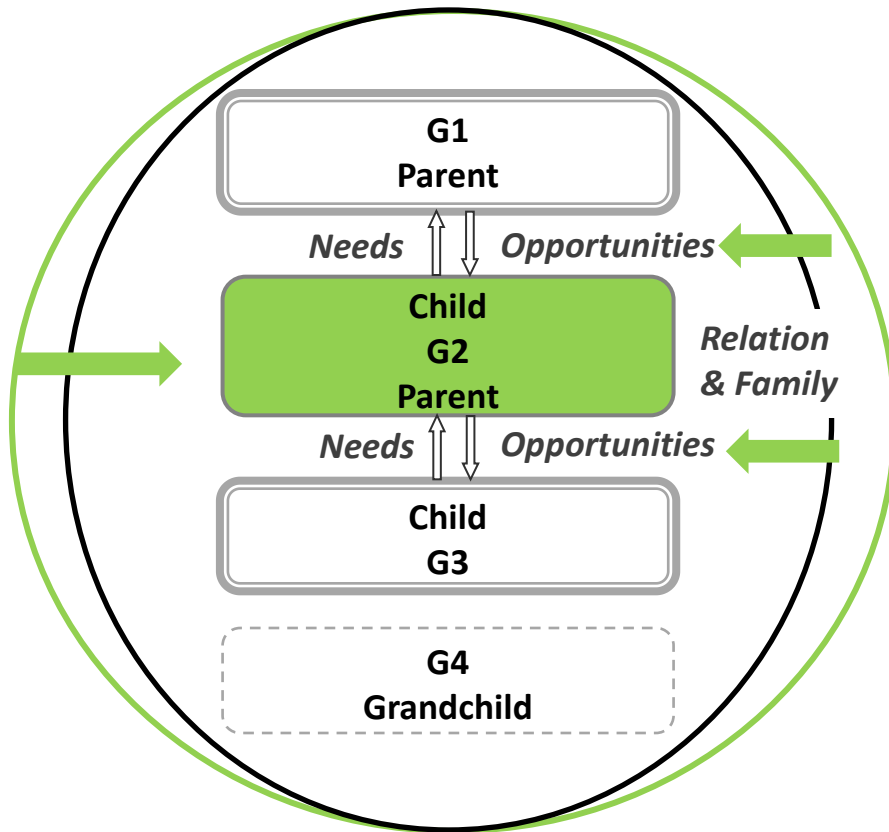 G1
Parent
Needs
Opportunities
Child
G2
Parent
Relation
& Family
Needs
Opportunities
Child
G3
G4
Grandchild